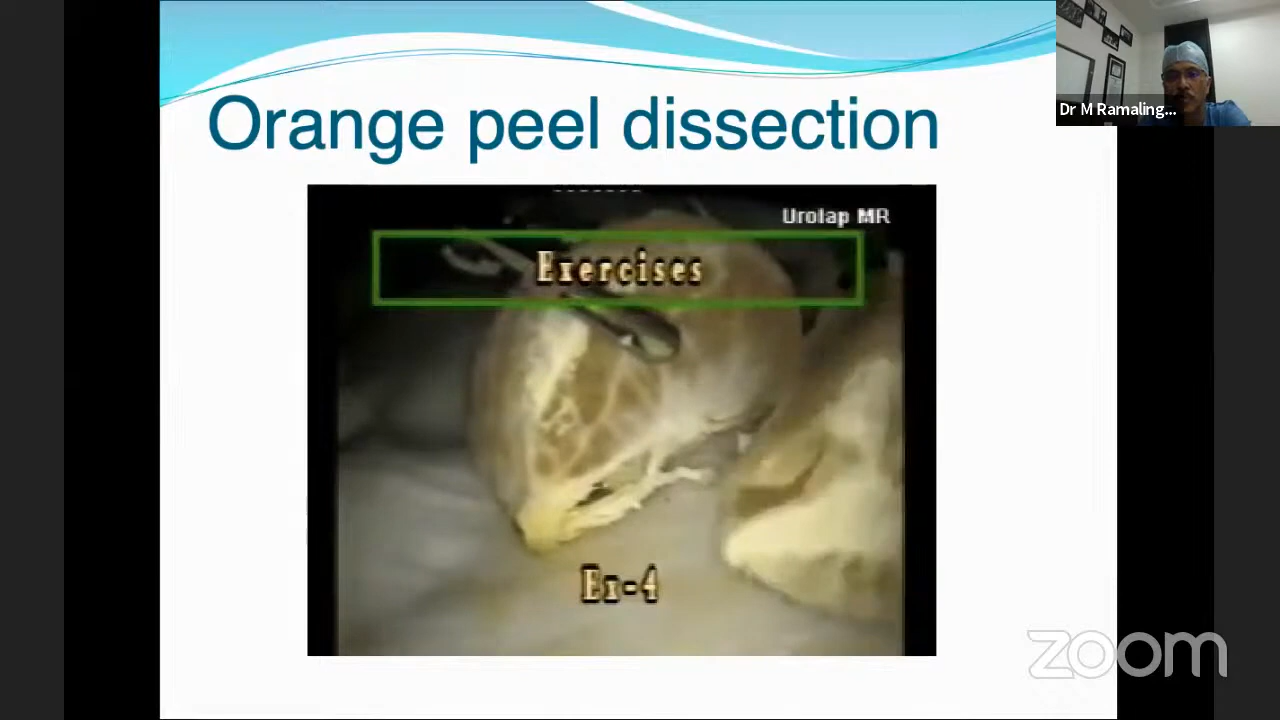 Orange peel dissection
Dr M Ramaling...
Urolap MR
Exercises
Ex-4
zoom